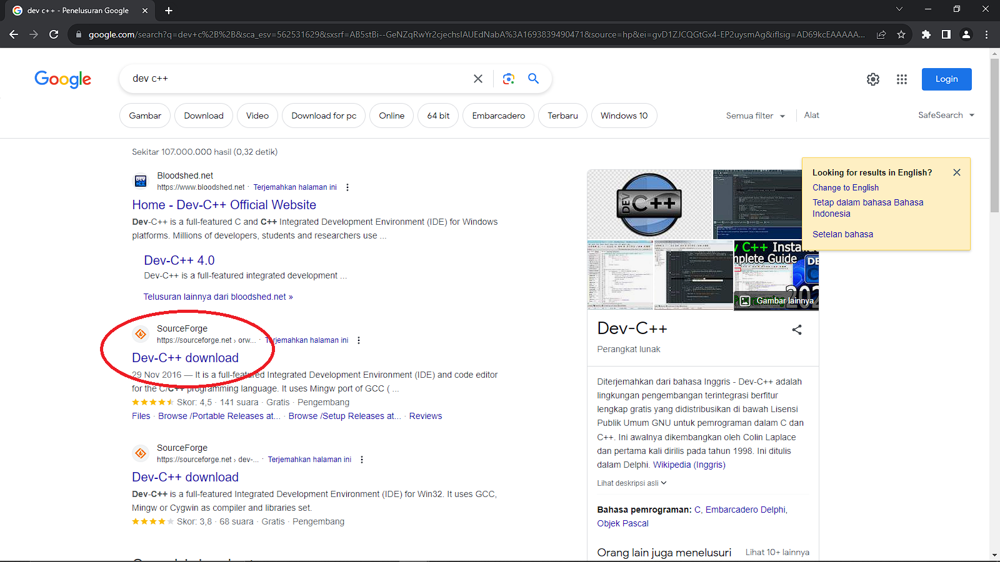 dev c++ - Penelusuran Google
google.com/search?q=dev+c%2B%2B&sca_esv=562531629&sxsrf=AB5stBi--GeNZqRwYr2cjechsIAUEdNabA%3A1693839490471&source=hp&ei=gvD1ZJCQGtGx4-EP2uysmAg&iflsig=AD69kcEAAAAA...
Google
dev c++
Login
Gambar Download Video Download for pc Online 64 bit Embarcadero Terbaru Windows 10 Semua filter Alat SafeSearch
Sekitar 107.000.000 hasil (0,32 detik)
Bloodshed.net
https://www.bloodshed.net · Terjemahkan halaman ini
Home - Dev-C++ Official Website
Dev-C++ is a full-featured C and C++ Integrated Development Environment (IDE) for Windows
platforms. Millions of developers, students and researchers use ...
Dev-C++ 4.0
Dev-C++ is a full-featured integrated development ...
Telusuran lainnya dari bloodshed.net »
SourceForge
https://sourceforge.net › orw... · Terjemahkan halaman ini
Dev-C++ download
29 Nov 2016 — It is a full-featured Integrated Development Environment (IDE) and code editor
for the C/C++ programming language. It uses Mingw port of GCC ( ...
Skor: 4,5 · 141 suara · Gratis · Pengembang
Files · Browse /Portable Releases at... · Browse /Setup Releases at... · Reviews
SourceForge
https://sourceforge.net › dev-... · Terjemahkan halaman ini
Dev-C++ download
Dev-C++ is a full-featured Integrated Development Environment (IDE) for Win32. It uses GCC,
Mingw or Cygwin as compiler and libraries set.
Skor: 3,8 · 68 suara · Gratis · Pengembang
Looking for results in English?
Change to English
Tetap dalam bahasa Bahasa
Indonesia
Setelan bahasa
DEV C++
C++ Install
Complete Guide
DEV
Gambar lainnya
Dev-C++
Perangkat lunak
Diterjemahkan dari bahasa Inggris - Dev-C++ adalah
lingkungan pengembangan terintegrasi berfitur
lengkap gratis yang didistribusikan di bawah Lisensi
Publik Umum GNU untuk pemrograman dalam C dan
C++. Ini awalnya dikembangkan oleh Colin Laplace
dan pertama kali dirilis pada tahun 1998. Ini ditulis
dalam Delphi. Wikipedia (Inggris)
Lihat deskripsi asli
Bahasa pemrograman: C, Embarcadero Delphi,
Objek Pascal
Orang lain juga menelusuri Lihat 10+ lainnya